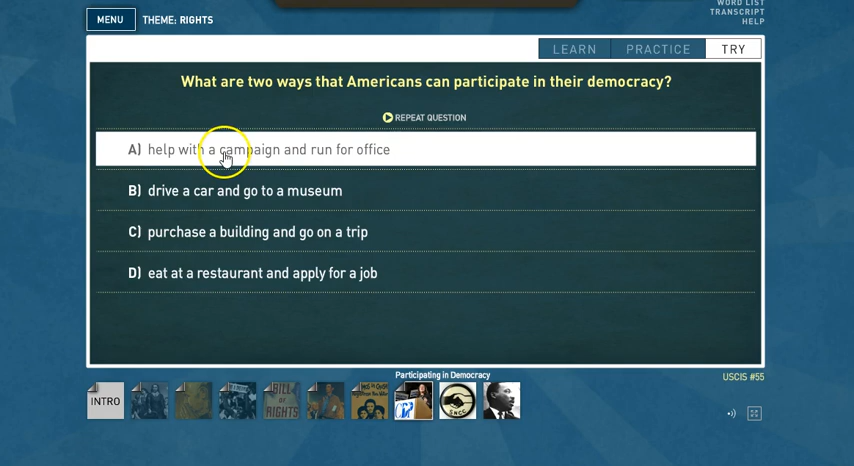 WORD LIST
MENU THEME: RIGHTS TRANSCRIPT
HELP
LEARN PRACTICE TRY
What are two ways that Americans can participate in their democracy?
REPEAT QUESTION
A) help with a campaign and run for office
B) drive a car and go to a museum
C) purchase a building and go on a trip
D) eat at a restaurant and apply for a job
Participating in Democracy USCIS #55
INTRO
BILL
OF
RIGHTS
SNCC